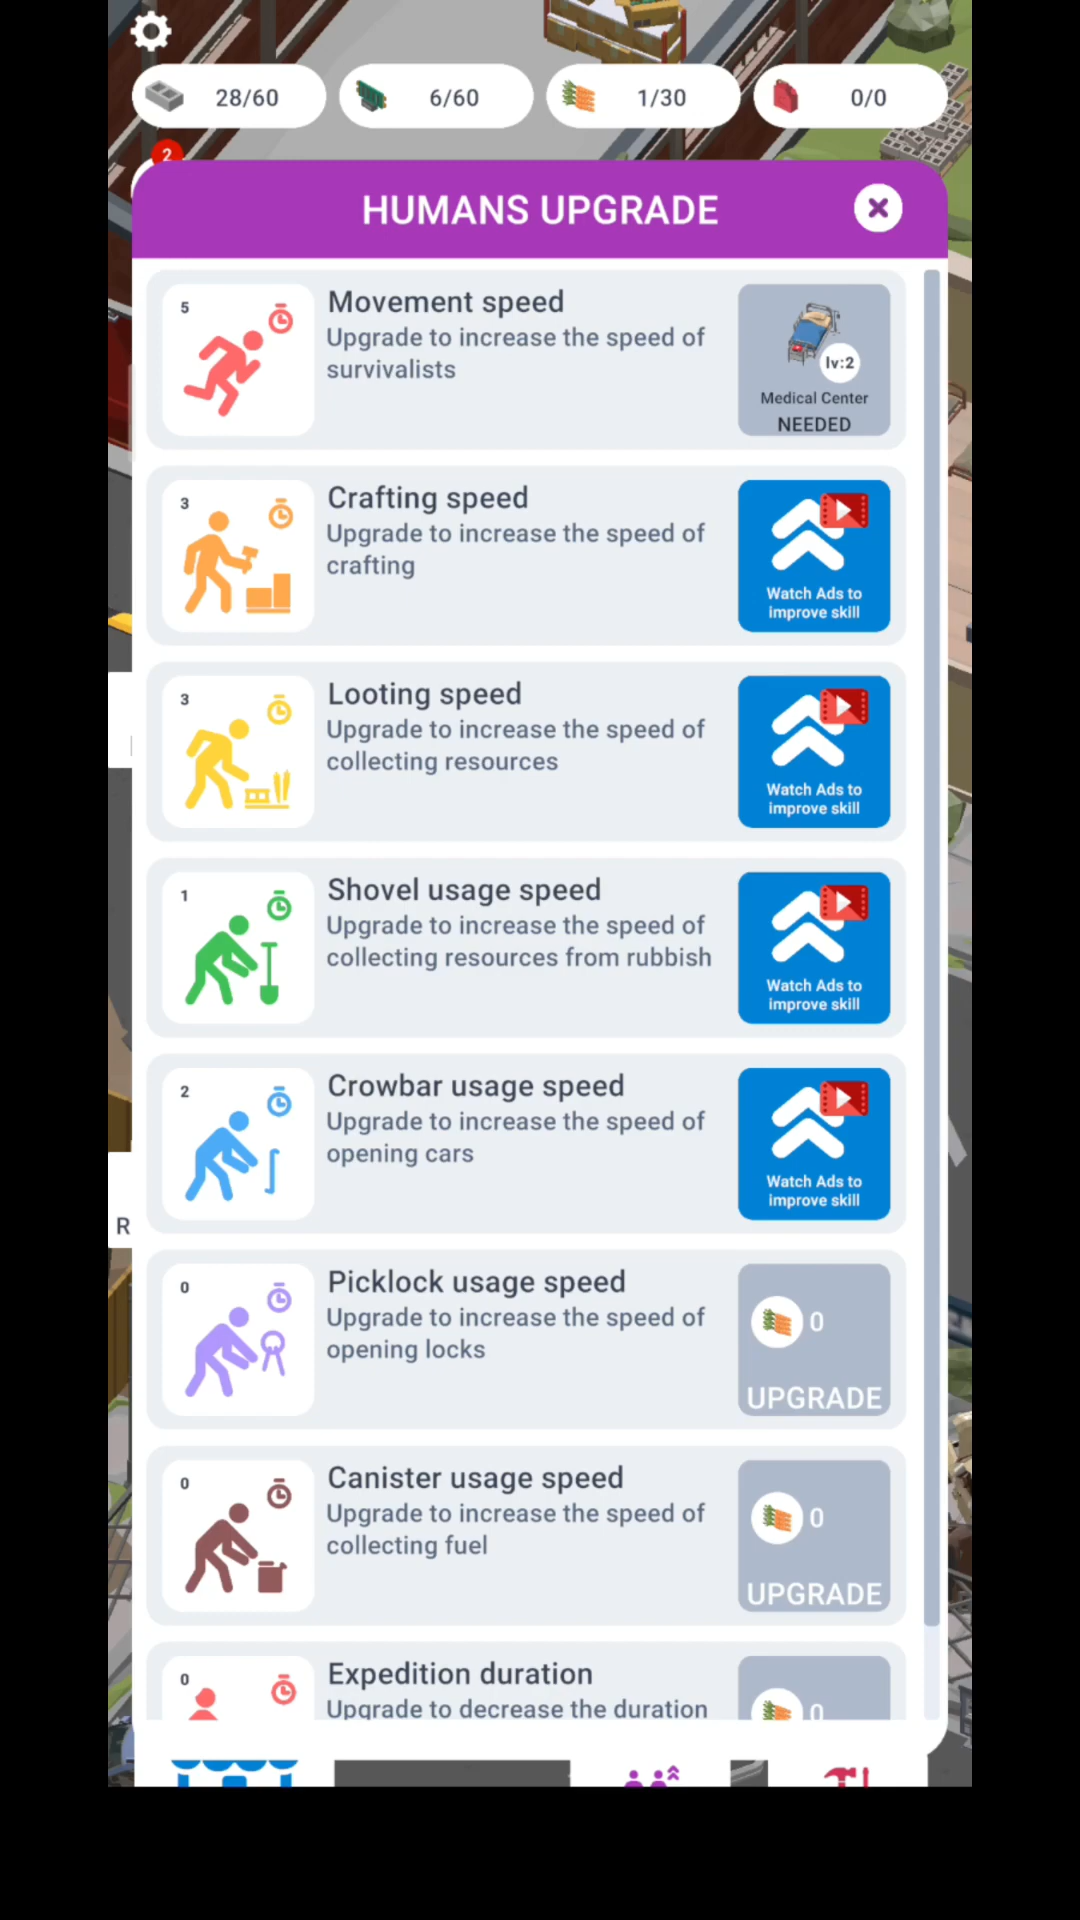 28/60
6/60
1/30
0/0
2
HUMANS UPGRADE
5
Movement speed
Upgrade to increase the speed of
survivalists
lv:2
Medical Center
NEEDED
3
Crafting speed
Upgrade to increase the speed of
crafting
Watch Ads to
improve skill
3
Looting speed
Upgrade to increase the speed of
collecting resources
Watch Ads to
improve skill
1
Shovel usage speed
Upgrade to increase the speed of
collecting resources from rubbish
Watch Ads to
improve skill
2
Crowbar usage speed
Upgrade to increase the speed of
opening cars
Watch Ads to
improve skill
R
0
Picklock usage speed
Upgrade to increase the speed of
opening locks
0
UPGRADE
0
Canister usage speed
Upgrade to increase the speed of
collecting fuel
0
UPGRADE
0
Expedition duration
Upgrade to decrease the duration
0